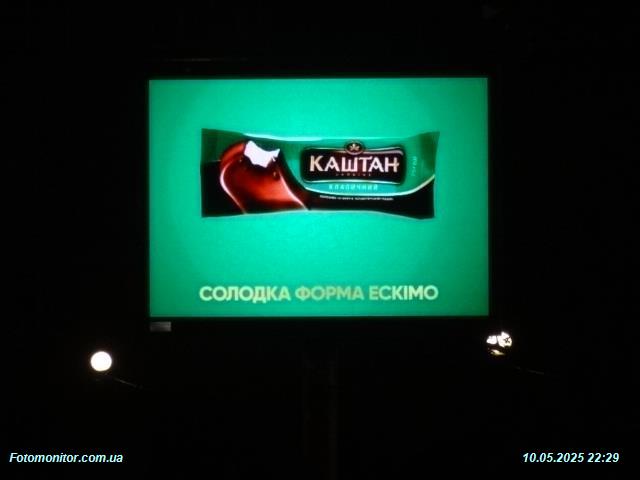 КАШТАН
КЛАСИЧНИЙ
СОЛОДКА ФОРМА ЕСКІМО
Fotomonitor.com.ua
10.05.2025 22:29